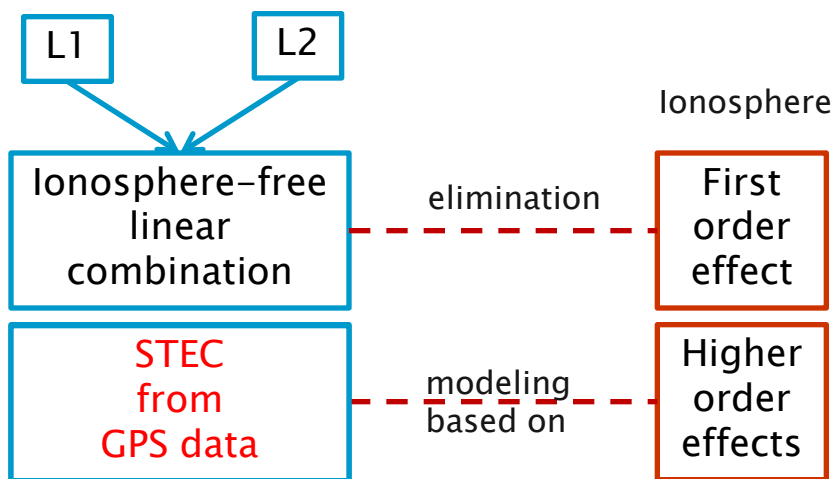 L1
L2
Ionosphere
Ionosphere-free
linear
combination
elimination
First
order
effect
STEC
from
GPS data
modeling
based on
Higher
order
effects